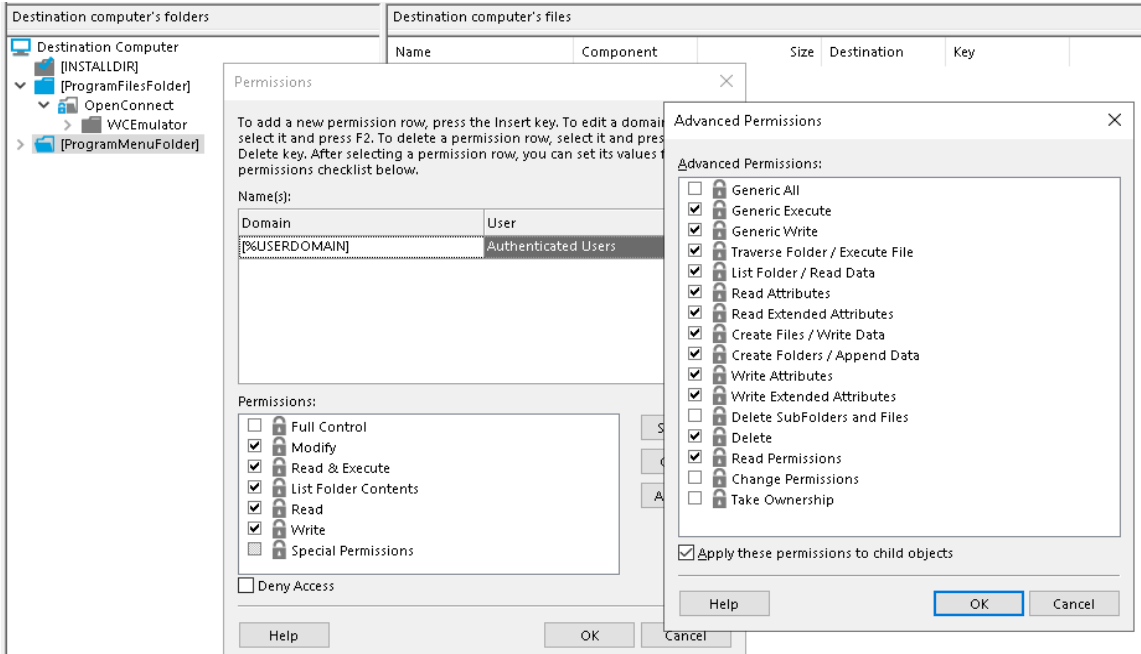 Destination computer's folders
Destination computer's files
Destination Computer
[INSTALLDIR]
[ProgramFilesFolder]
OpenConnect
WCEmulator
[ProgramMenuFolder]
Name Component Size Destination Key
Permissions
To add a new permission row, press the Insert key. To edit a domai
select it and press F2. To delete a permission row, select it and pres
Delete key. After selecting a permission row, you can set its values
permissions checklist below.
Name(s):
Domain User
[%USERDOMAIN] Authenticated Users
Permissions:
Full Control
Modify
Read & Execute
List Folder Contents
Read
Write
Special Permissions
Deny Access
Help OK Cancel
Advanced Permissions
Advanced Permissions:
Generic All
Generic Execute
Generic Write
Traverse Folder / Execute File
List Folder / Read Data
Read Attributes
Read Extended Attributes
Create Files / Write Data
Create Folders / Append Data
Write Attributes
Write Extended Attributes
Delete SubFolders and Files
Delete
Read Permissions
Change Permissions
Take Ownership
Apply these permissions to child objects
Help OK Cancel